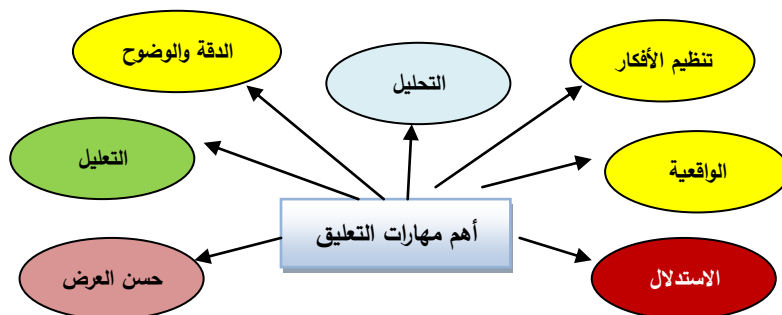 تنظيم الأفكار
التحليل
الدقة والوضوح
الواقعية
التعليل
أهم مهارات التعليق
الاستدلال
حسن العرض